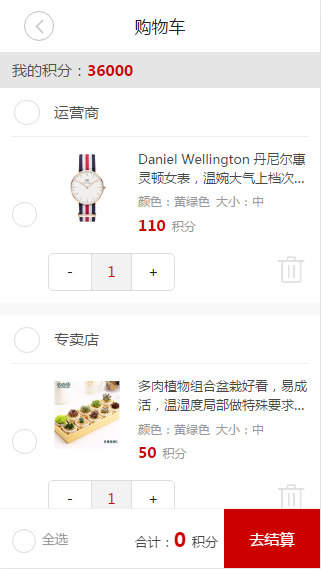 购物车
我的积分：36000
运营商
Daniel Wellington 丹尼尔惠
灵顿女表，温婉大气上档次...
颜色：黄绿色 大小：中
110 积分
- 1 +
专卖店
多肉植物组合盆栽好看，易成
活，温湿度局部做特殊要求...
颜色：黄绿色 大小：中
50 积分
- 1 +
全选 合计：0 积分 去结算